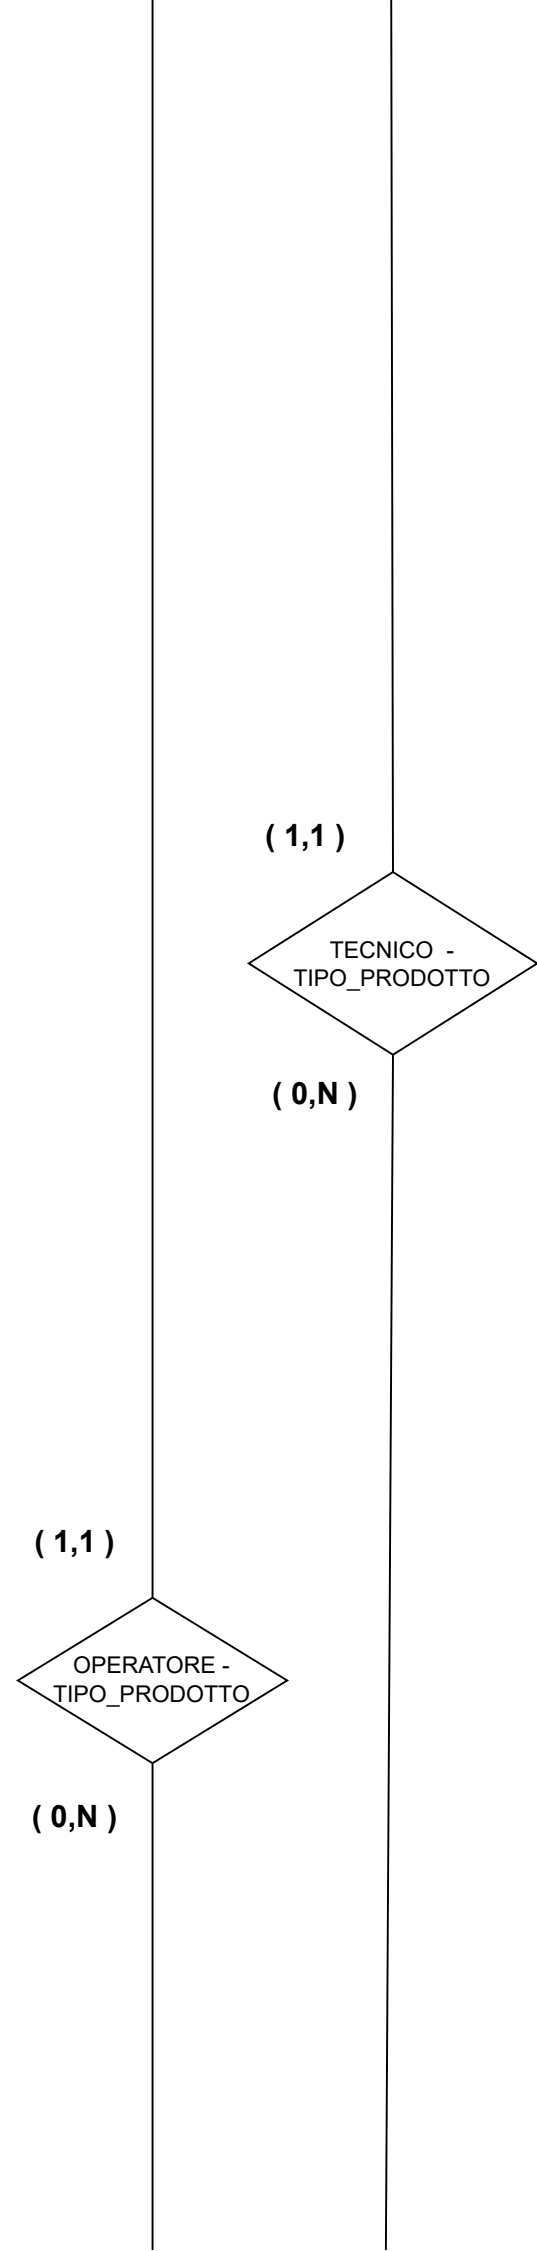 ( 1,1 )
TECNICO -
TIPO_PRODOTTO
( 0,N )
( 1,1 )
OPERATORE -
TIPO_PRODOTTO
( 0,N )